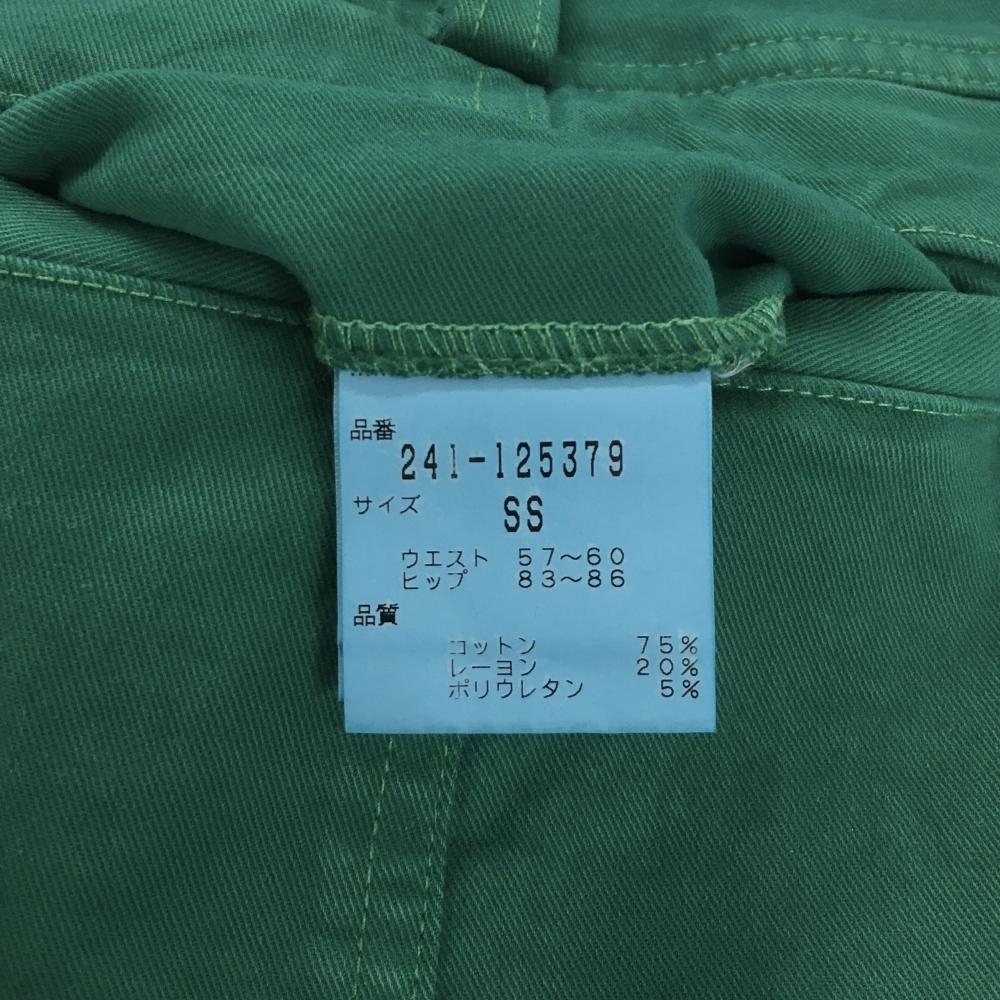 品番
241-125379
サイズ
SS
ウエスト 57～60
ヒップ 83～86
品質
コットン 75%
レーヨン 20%
ポリウレタン 5%